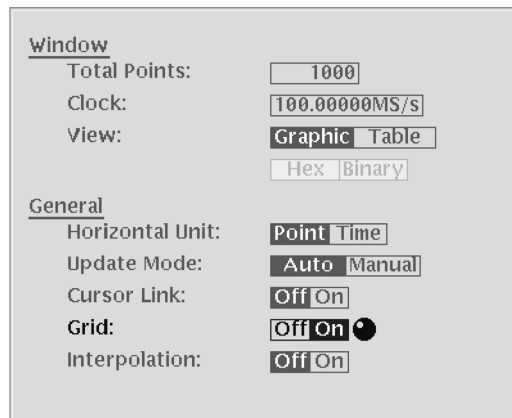 Window
Total Points: 1000
Clock: 100.00000MS/s
View: Graphic Table
Hex Binary
General
Horizontal Unit: Point Time
Update Mode: Auto Manual
Cursor Link: Off On
Grid: Off On
Interpolation: Off On